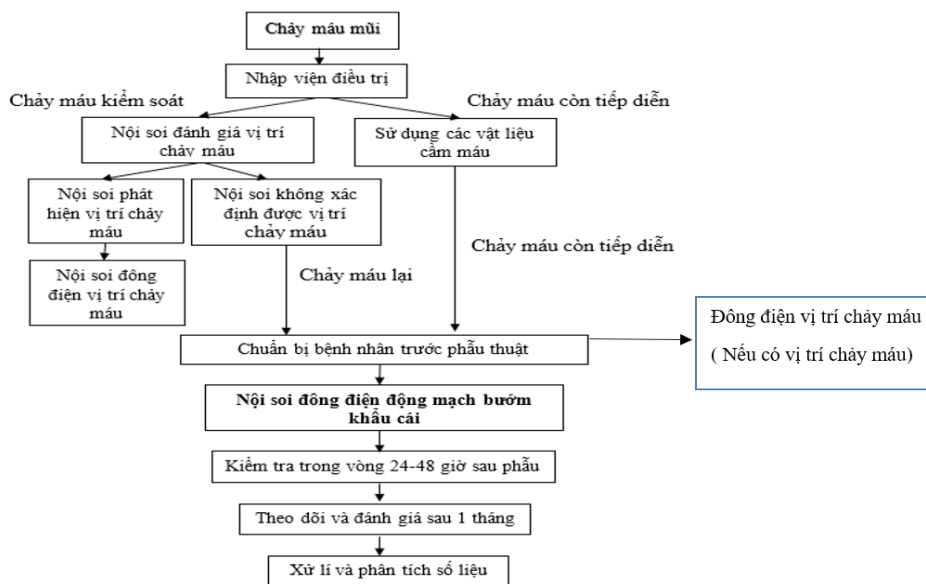 Chảy máu mũi
Nhập viện điều trị
Chảy máu kiểm soát
Chảy máu còn tiếp diễn
Nội soi đánh giá vị trí
chảy máu
Sử dụng các vật liệu
cầm máu
Nội soi phát
hiện vị trí chảy
máu
Nội soi không xác
định được vị trí
chảy máu
Chảy máu còn tiếp diễn
Nội soi đông
điện vị trí chảy
máu
Chảy máu lại
Đông điện vị trí chảy máu
( Nếu có vị trí chảy máu)
Chuẩn bị bệnh nhân trước phẫu thuật
Nội soi đông điện động mạch bướm
khẩu cái
Kiểm tra trong vòng 24-48 giờ sau phẫu
Theo dõi và đánh giá sau 1 tháng
Xử lí và phân tích số liệu